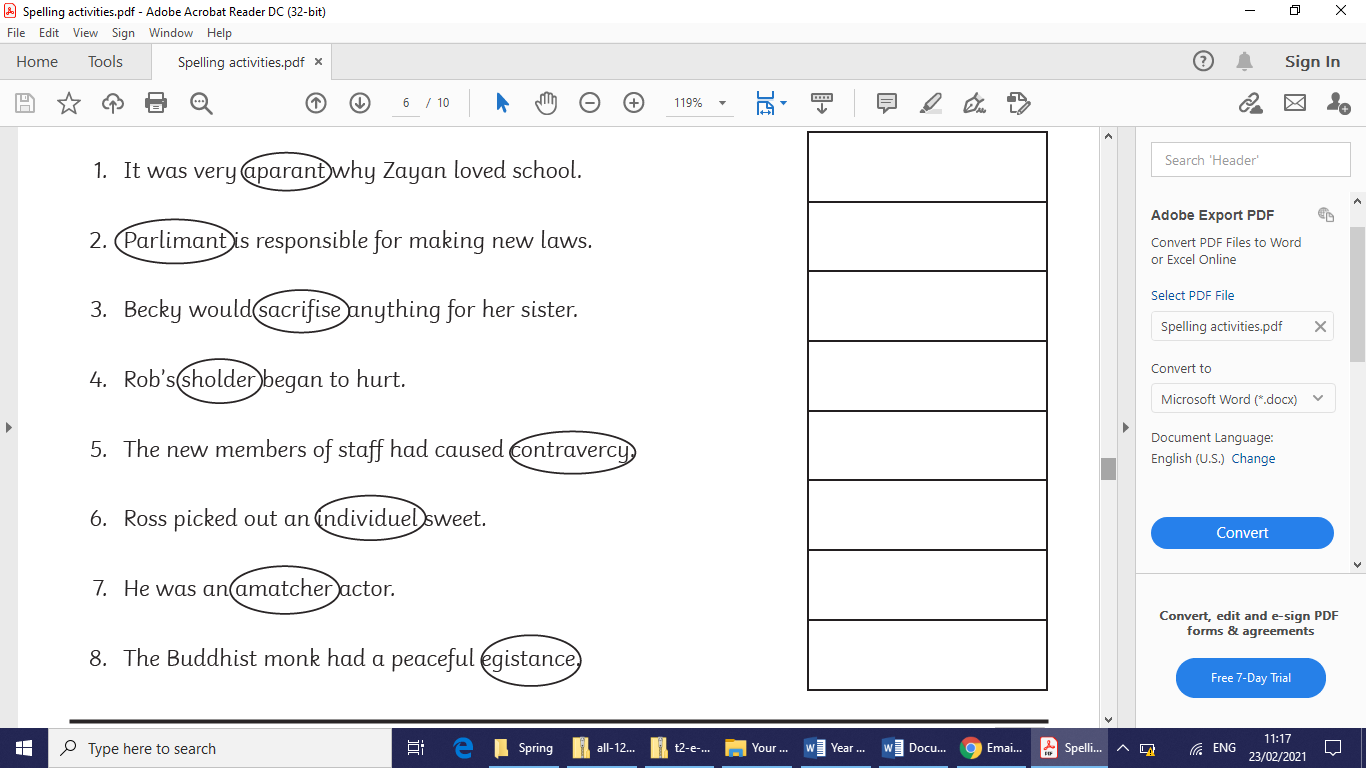 Spelling activities.pdf - Adobe Acrobat Reader DC (32-bit)
File Edit View Sign Window Help
Home Tools Spelling activities.pdf × Sign In
6 / 10 119%
1. It was very aparant why Zayan loved school.
2. Parlimant is responsible for making new laws.
3. Becky would sacrifise anything for her sister.
4. Rob's sholder began to hurt.
5. The new members of staff had caused contravercy.
6. Ross picked out an individuel sweet.
7. He was an amatcher actor.
8. The Buddhist monk had a peaceful egistance.
Search 'Header'
Adobe Export PDF
Convert PDF Files to Word
or Excel Online
Select PDF File
Spelling activities.pdf
Convert to
Microsoft Word (*.docx)
Document Language:
English (U.S.) Change
Convert
Convert, edit and e-sign PDF
forms & agreements
Free 7-Day Trial
Type here to search
Spring
all-12...
t2-e-...
Your ...
Year ...
Docu...
Emai...
Spelli...
ENG
11:17
23/02/2021